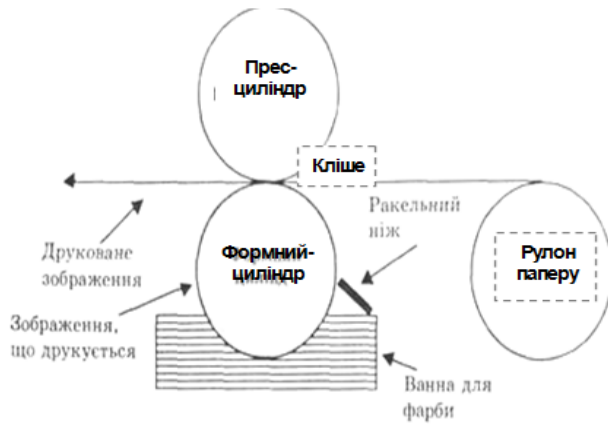 Прес-
циліндр
Кліше
Ракельний
ніж
Друковане
зображення
Формний-
циліндр
Рулон
паперу
Зображення,
що друкується
Ванна для
фарби